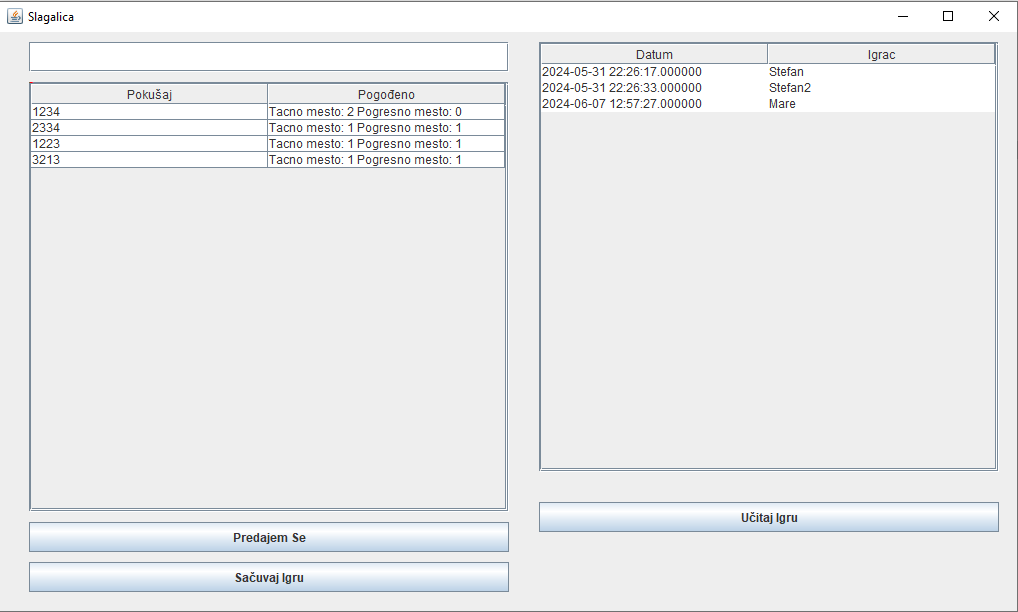 Slagalica
Pokušaj Pogođeno
1234 Tacno mesto: 2 Pogresno mesto: 0
2334 Tacno mesto: 1 Pogresno mesto: 1
1223 Tacno mesto: 1 Pogresno mesto: 1
3213 Tacno mesto: 1 Pogresno mesto: 1
Predajem Se
Sačuvaj Igru
Datum Igrac
2024-05-31 22:26:17.000000 Stefan
2024-05-31 22:26:33.000000 Stefan2
2024-06-07 12:57:27.000000 Mare
Učitaj Igru